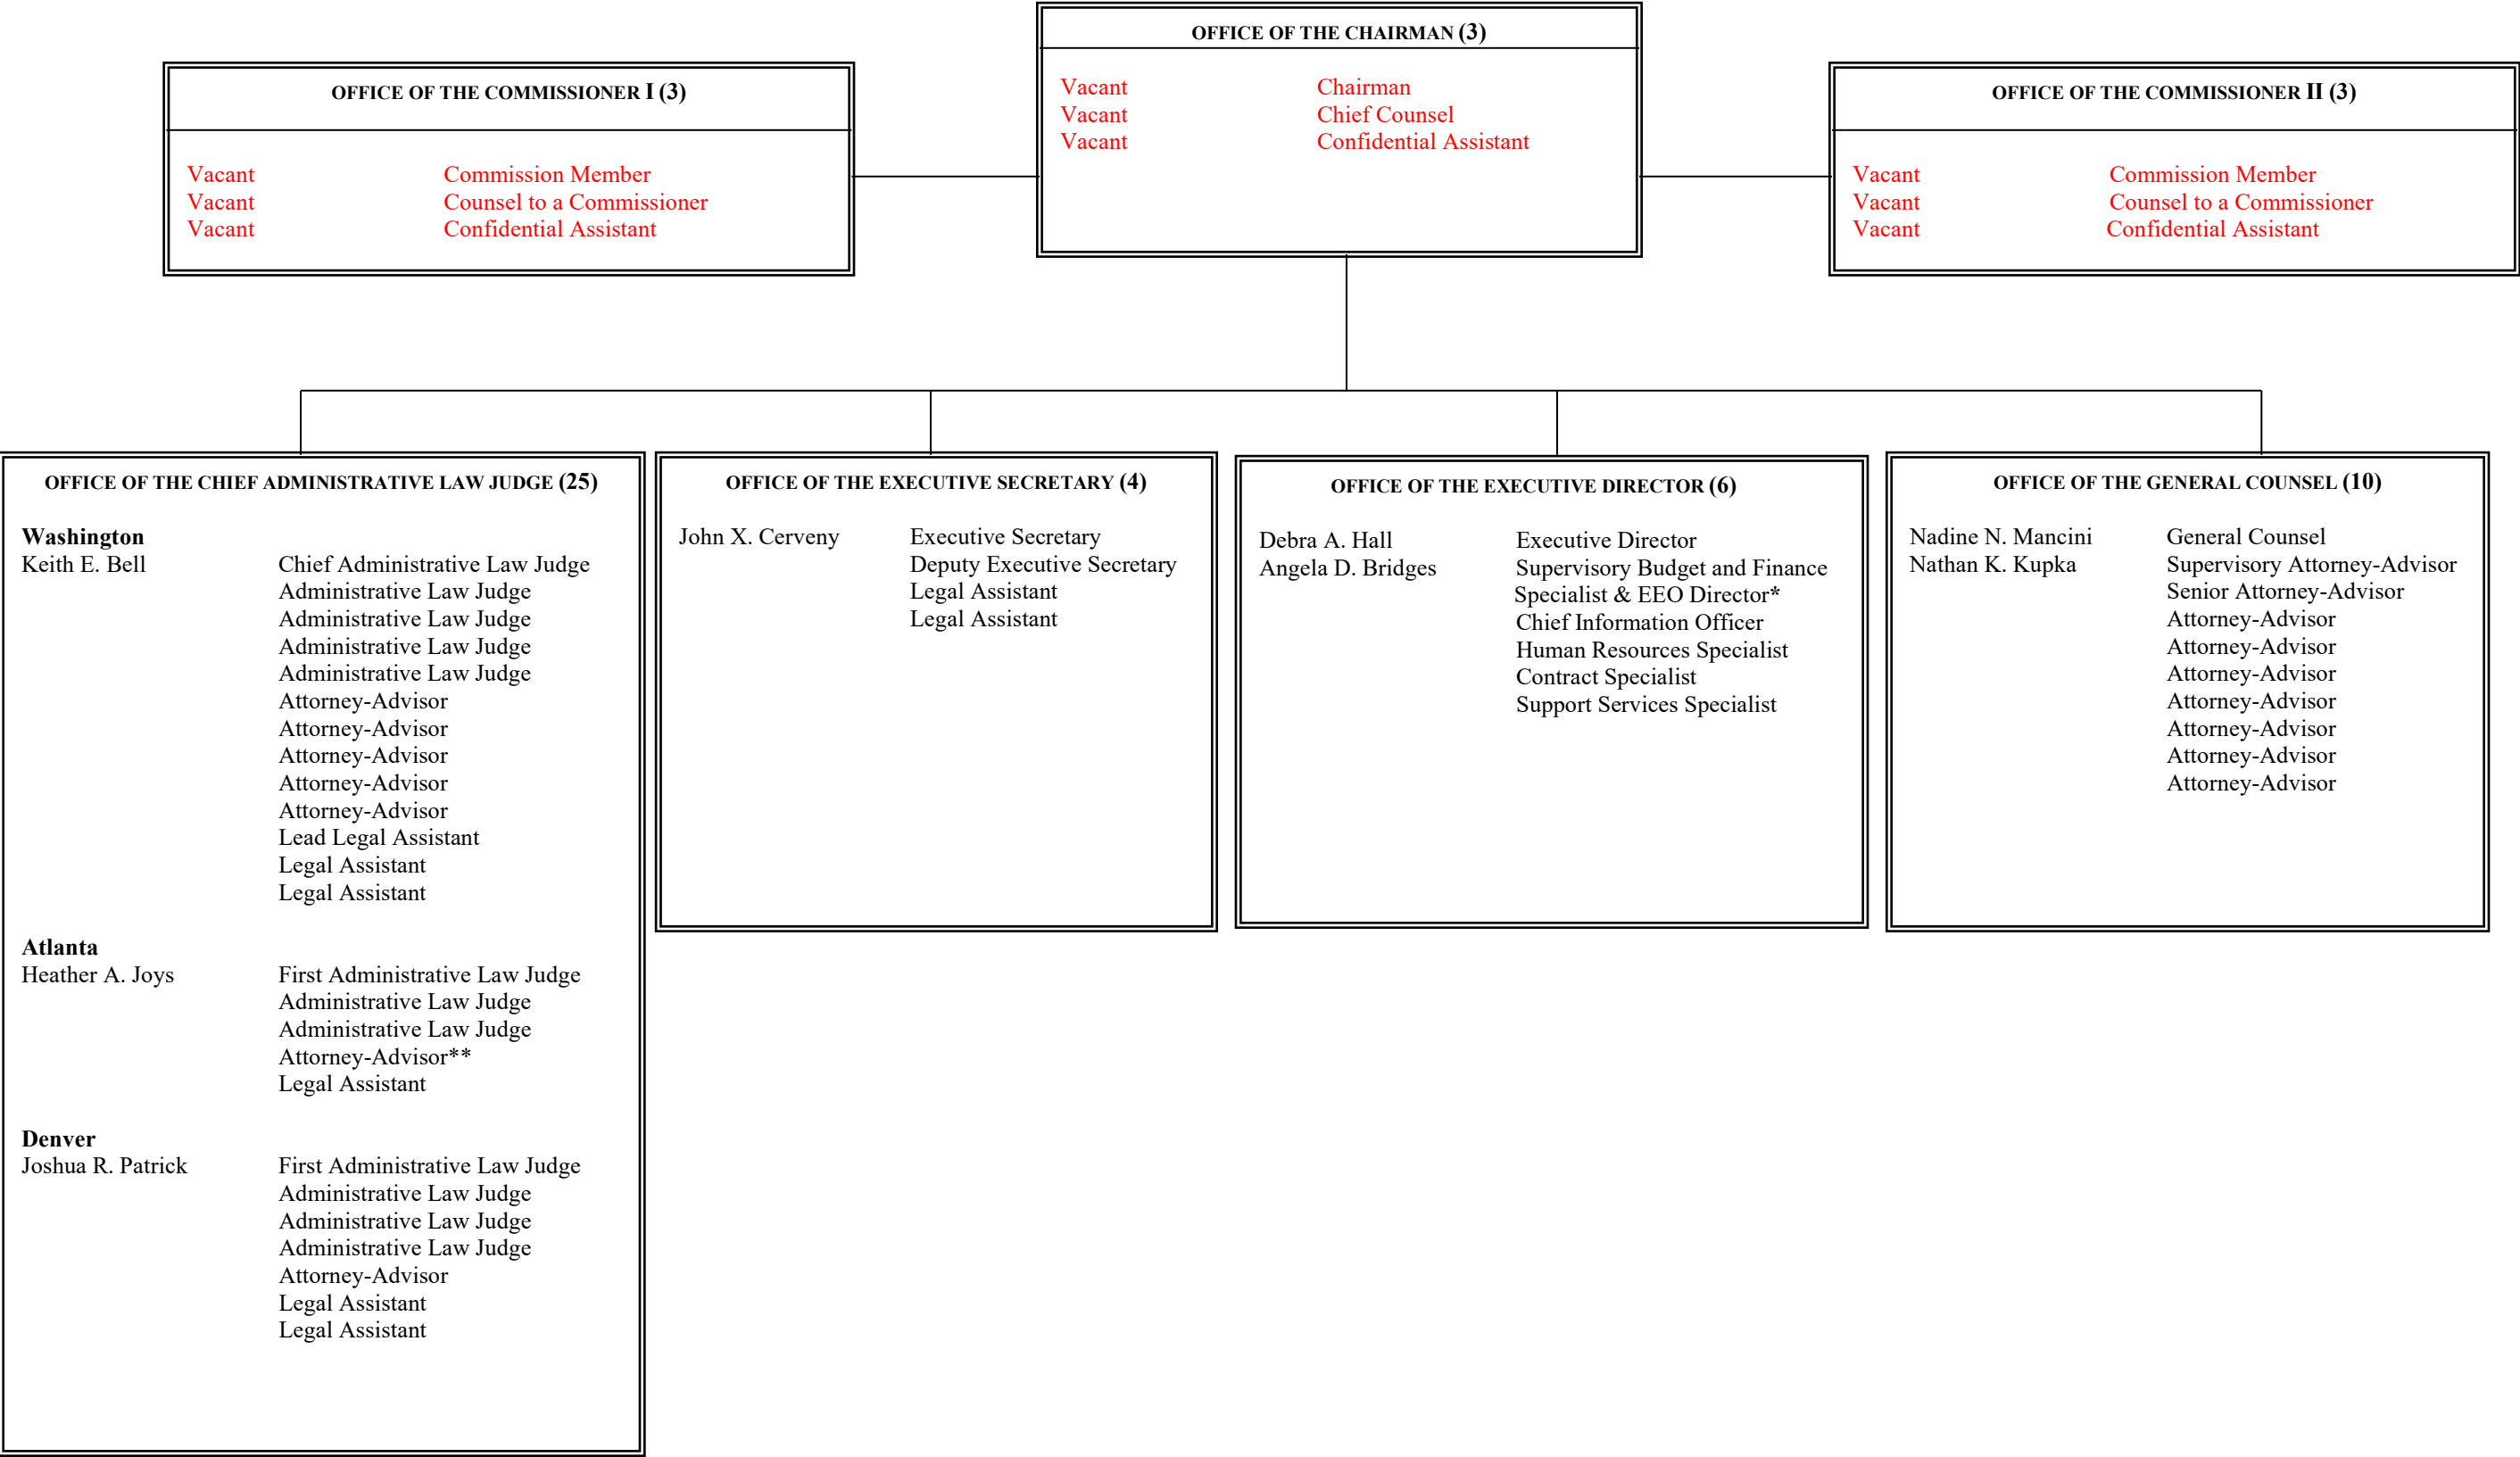 OFFICE OF THE CHAIRMAN (3)
Vacant Chairman
Vacant Chief Counsel
Vacant Confidential Assistant
OFFICE OF THE COMMISSIONER I (3)
Vacant Commission Member
Vacant Counsel to a Commissioner
Vacant Confidential Assistant
OFFICE OF THE COMMISSIONER II (3)
Vacant Commission Member
Vacant Counsel to a Commissioner
Vacant Confidential Assistant
OFFICE OF THE CHIEF ADMINISTRATIVE LAW JUDGE (25)
Washington
Keith E. Bell Chief Administrative Law Judge
Administrative Law Judge
Administrative Law Judge
Administrative Law Judge
Administrative Law Judge
Attorney-Advisor
Attorney-Advisor
Attorney-Advisor
Attorney-Advisor
Attorney-Advisor
Lead Legal Assistant
Legal Assistant
Legal Assistant
Atlanta
Heather A. Joys First Administrative Law Judge
Administrative Law Judge
Administrative Law Judge
Attorney-Advisor**
Legal Assistant
Denver
Joshua R. Patrick First Administrative Law Judge
Administrative Law Judge
Administrative Law Judge
Administrative Law Judge
Attorney-Advisor
Legal Assistant
Legal Assistant
OFFICE OF THE EXECUTIVE SECRETARY (4)
John X. Cerveny Executive Secretary
Deputy Executive Secretary
Legal Assistant
Legal Assistant
OFFICE OF THE EXECUTIVE DIRECTOR (6)
Debra A. Hall Executive Director
Angela D. Bridges Supervisory Budget and Finance
Specialist & EEO Director*
Chief Information Officer
Human Resources Specialist
Contract Specialist
Support Services Specialist
OFFICE OF THE GENERAL COUNSEL (10)
Nadine N. Mancini General Counsel
Nathan K. Kupka Supervisory Attorney-Advisor
Senior Attorney-Advisor
Attorney-Advisor
Attorney-Advisor
Attorney-Advisor
Attorney-Advisor
Attorney-Advisor
Attorney-Advisor
Attorney-Advisor